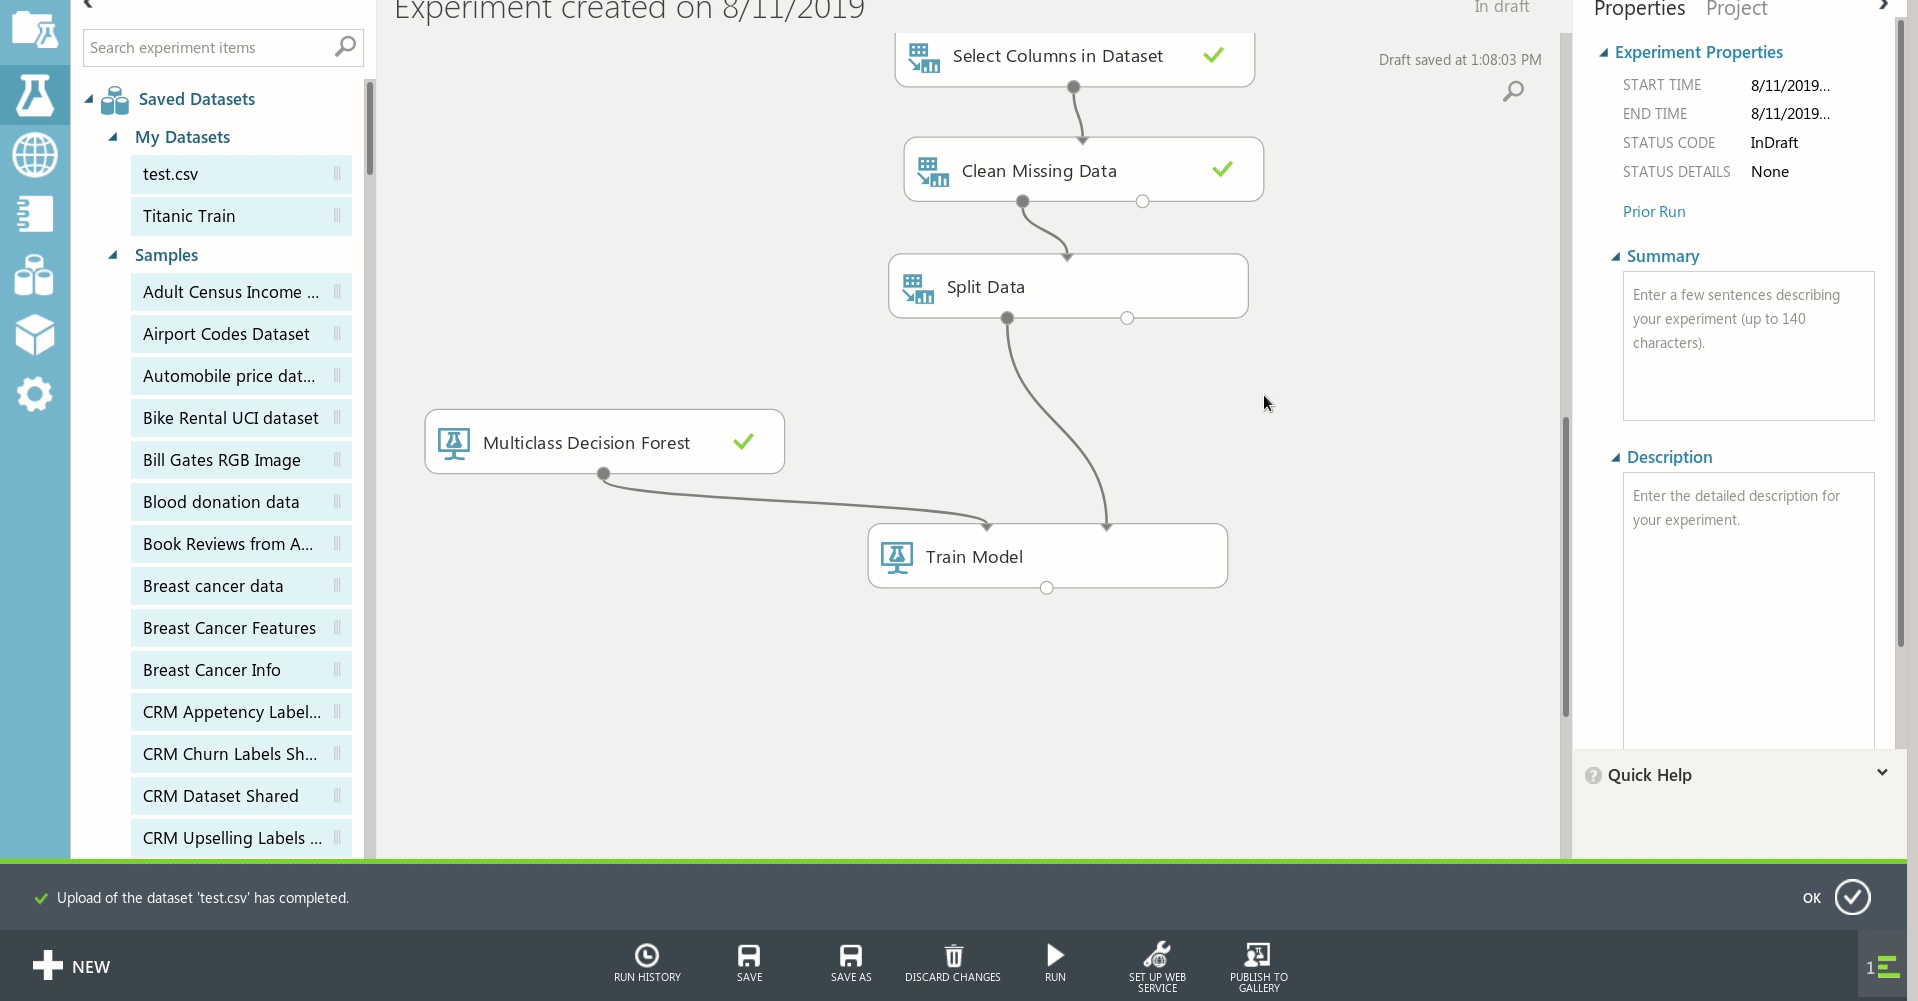 Experiment created on 8/11/2019
In draft
Properties
Project
Search experiment items
Saved Datasets
My Datasets
test.csv
Titanic Train
Samples
Adult Census Income ...
Airport Codes Dataset
Automobile price dat...
Bike Rental UCI dataset
Bill Gates RGB Image
Blood donation data
Book Reviews from A...
Breast cancer data
Breast Cancer Features
Breast Cancer Info
CRM Appetency Label...
CRM Churn Labels Sh...
CRM Dataset Shared
CRM Upselling Labels ...
Select Columns in Dataset
Draft saved at 1:08:03 PM
Clean Missing Data
Split Data
Multiclass Decision Forest
Train Model
Experiment Properties
START TIME 8/11/2019...
END TIME 8/11/2019...
STATUS CODE InDraft
STATUS DETAILS None
Prior Run
Summary
Enter a few sentences describing
your experiment (up to 140
characters).
Description
Enter the detailed description for
your experiment.
? Quick Help
Upload of the dataset 'test.csv' has completed.
OK
NEW
RUN HISTORY
SAVE
SAVE AS
DISCARD CHANGES
RUN
SET UP WEB
SERVICE
PUBLISH TO
GALLERY
1